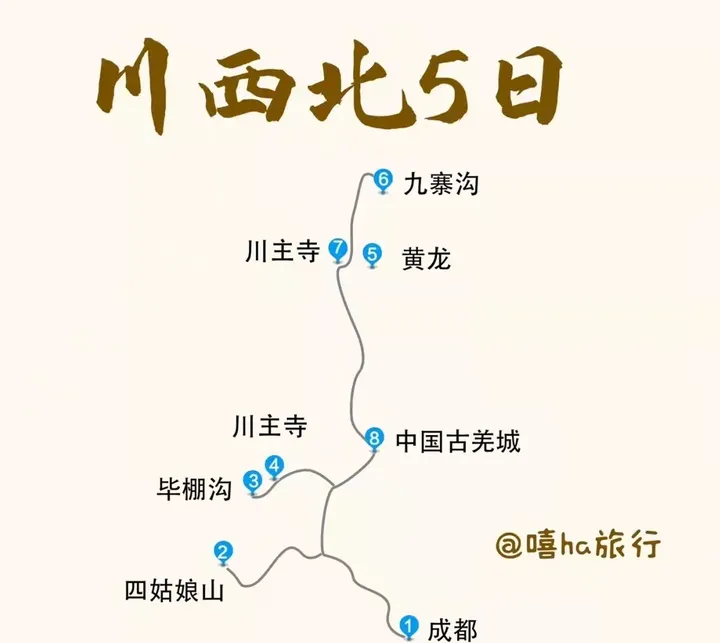 川西北5日
6 九寨沟
川主寺 7 5 黄龙
川主寺
8 中国古羌城
4
毕棚沟 3
2
@嘻ha旅行
四姑娘山
1 成都